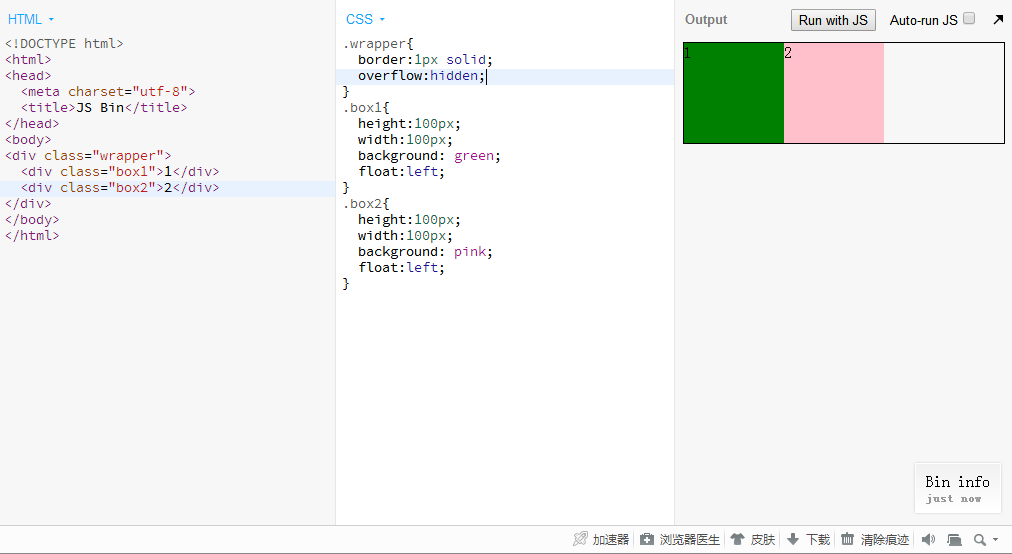 HTML
<!DOCTYPE html>
<html>
<head>
  <meta charset="utf-8">
  <title>JS Bin</title>
</head>
<body>
<div class="wrapper">
  <div class="box1">1</div>
  <div class="box2">2</div>
</div>
</body>
</html>
CSS
.wrapper{
  border:1px solid;
  overflow:hidden;
}
.box1{
  height:100px;
  width:100px;
  background: green;
  float:left;
}
.box2{
  height:100px;
  width:100px;
  background: pink;
  float:left;
}
Output Run with JS Auto-run JS
1 2
Bin info
just now
加速器 浏览器医生 皮肤 下载 清除痕迹